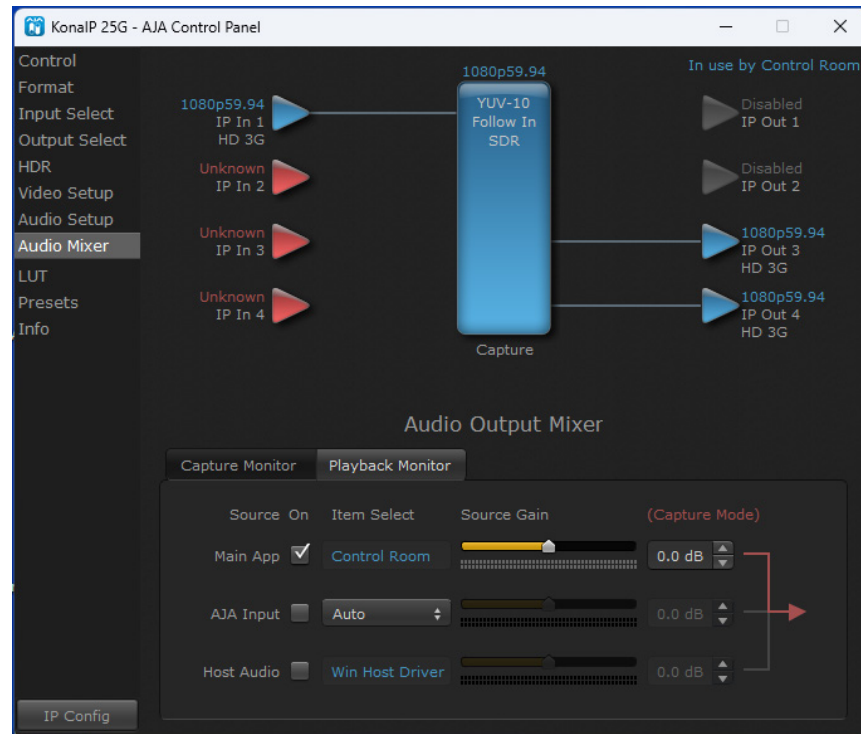 KonaIP 25G - AJA Control Panel
Control
Format
Input Select
Output Select
HDR
Video Setup
Audio Setup
Audio Mixer
LUT
Presets
Info
IP Config
In use by Control Room
1080p59.94
YUV-10
Follow In
SDR
Capture
1080p59.94
IP In 1
HD 3G
Unknown
IP In 2
Unknown
IP In 3
Unknown
IP In 4
Disabled
IP Out 1
Disabled
IP Out 2
1080p59.94
IP Out 3
HD 3G
1080p59.94
IP Out 4
HD 3G
Audio Output Mixer
Capture Monitor Playback Monitor
Source On Item Select Source Gain (Capture Mode)
Main App Control Room 0.0 dB
AJA Input Auto 0.0 dB
Host Audio Win Host Driver 0.0 dB